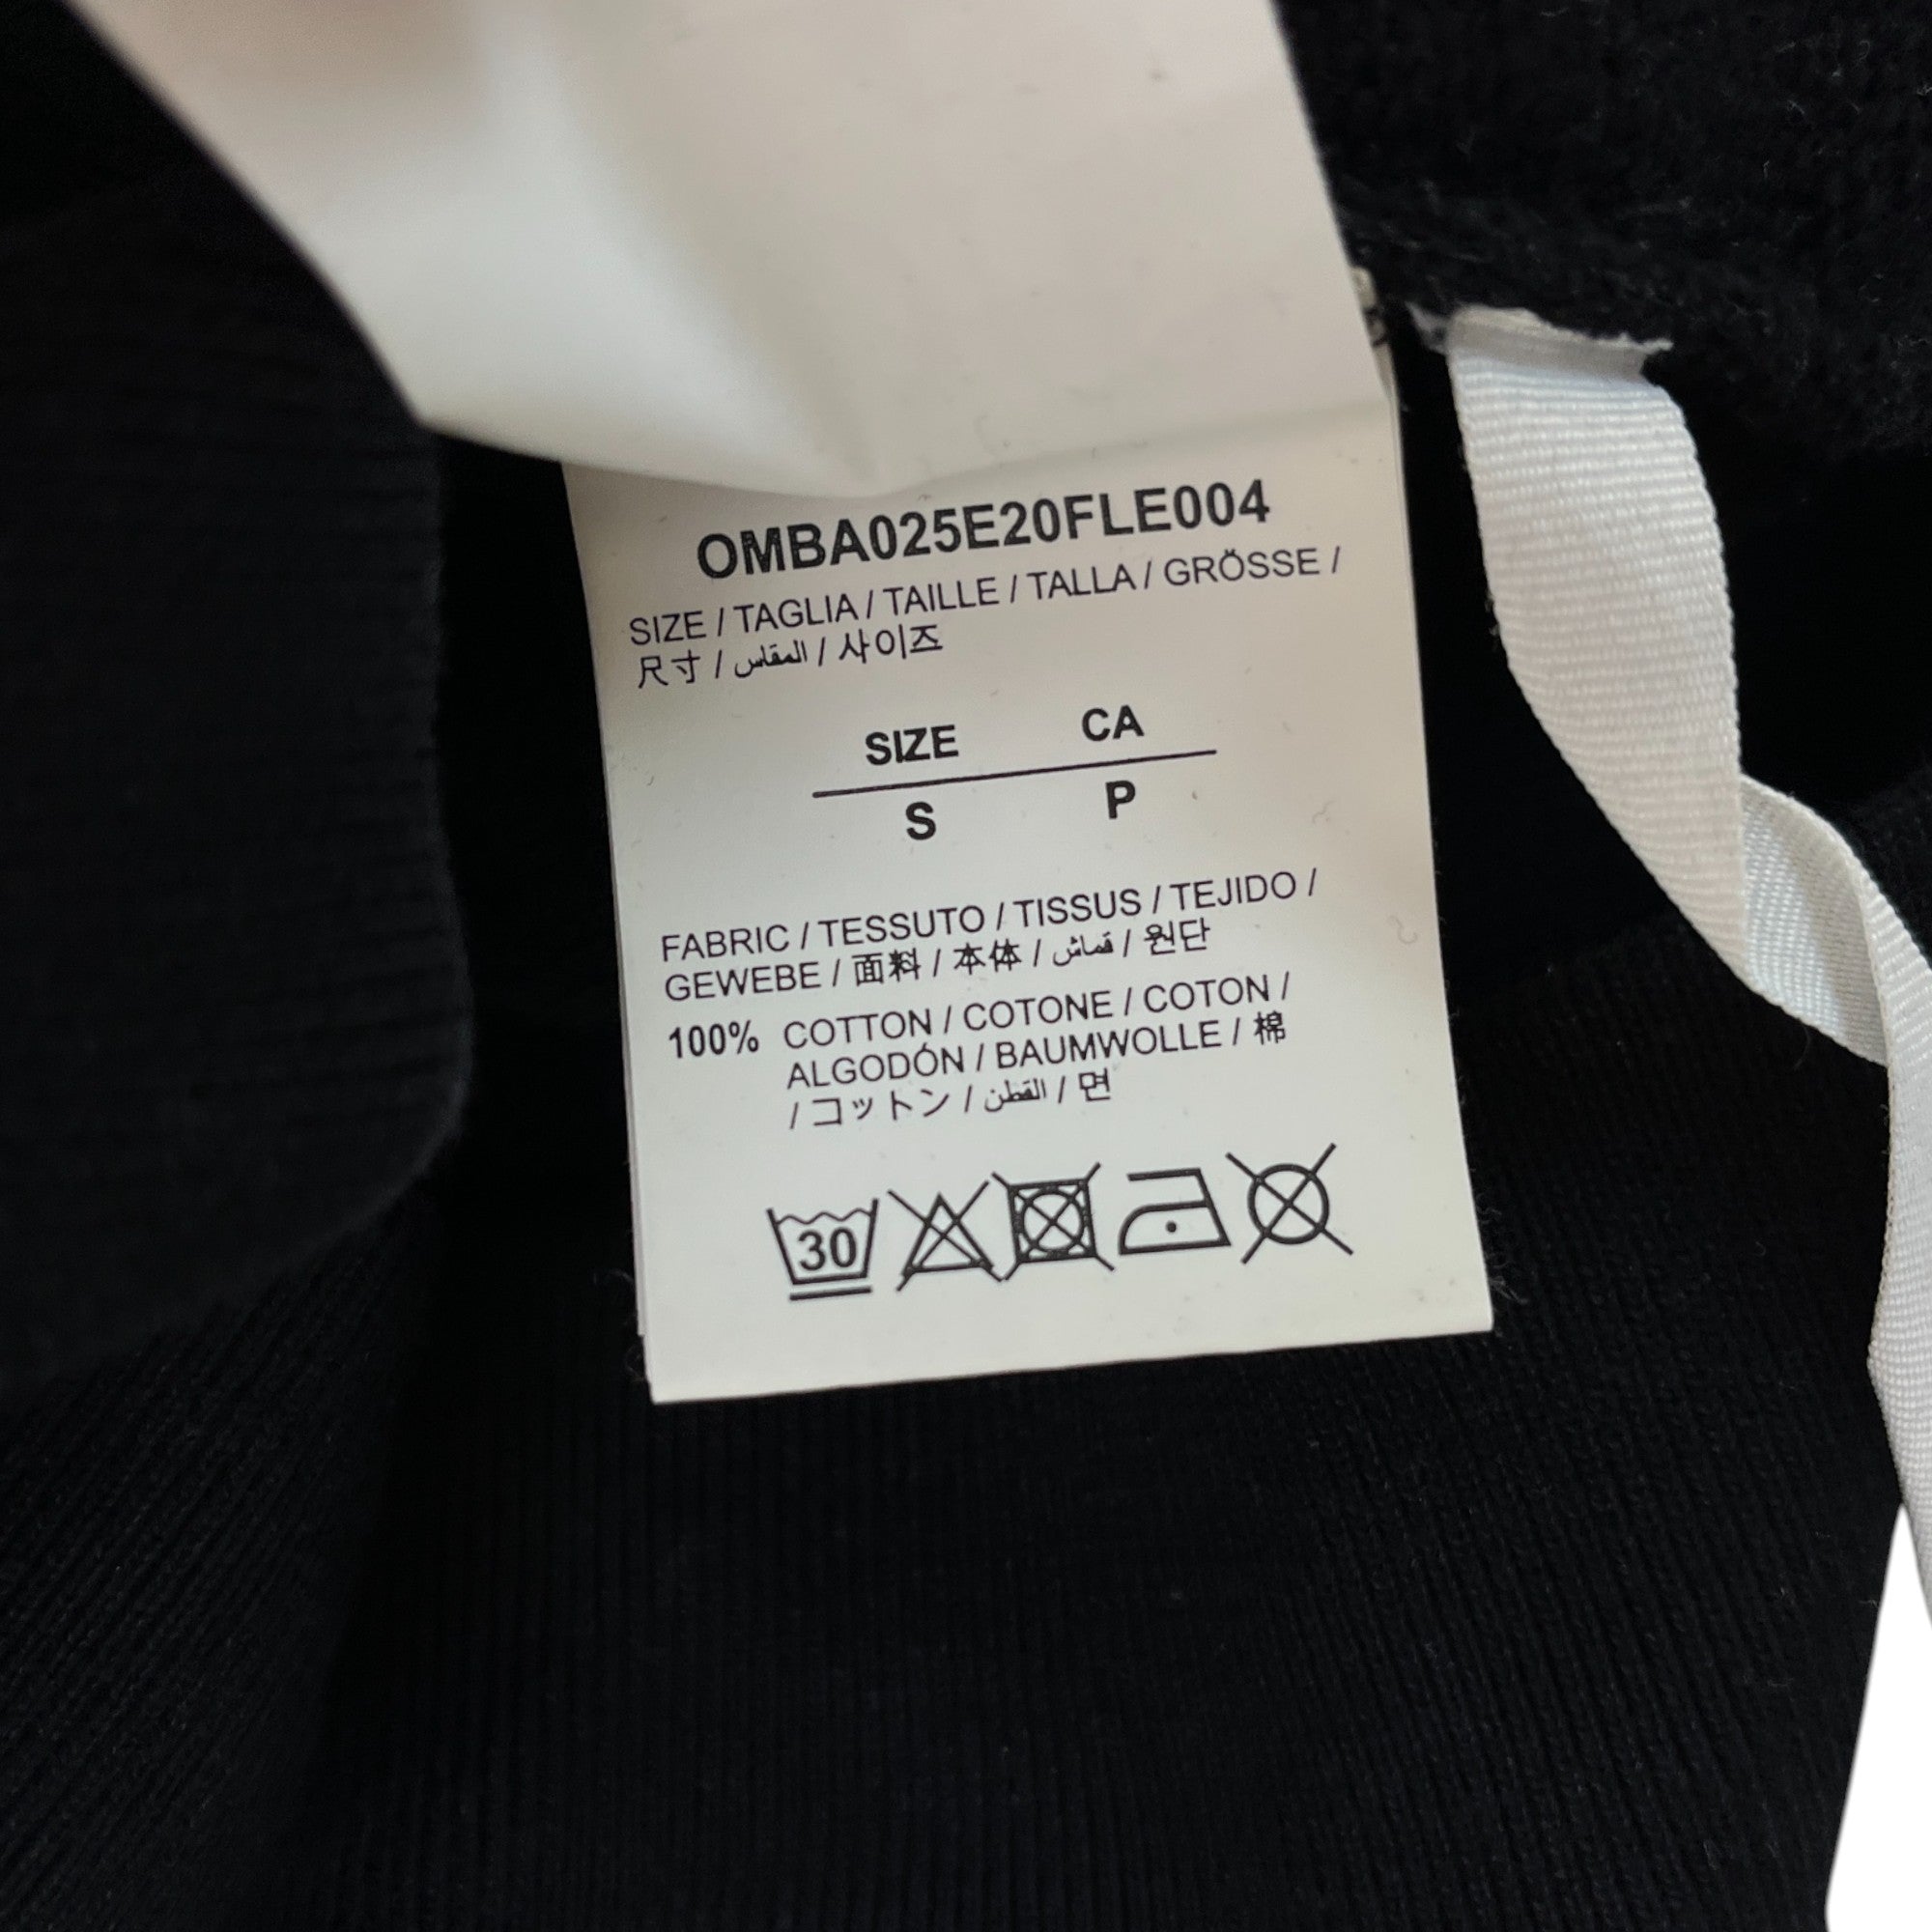 OMBA025E20FLE004
SIZE / TAGLIA / TAILLE / TALLA / GRÖSSE /
尺寸 / المقاس / 사이즈
SIZE CA
S P
FABRIC / TESSUTO / TISSUS / TEJIDO /
GEWEBE / 面料 / 本体 / قماش / 원단
100% COTTON / COTONE / COTON /
ALGODÓN / BAUMWOLLE / 棉
/ コットン / القطن / 면
30